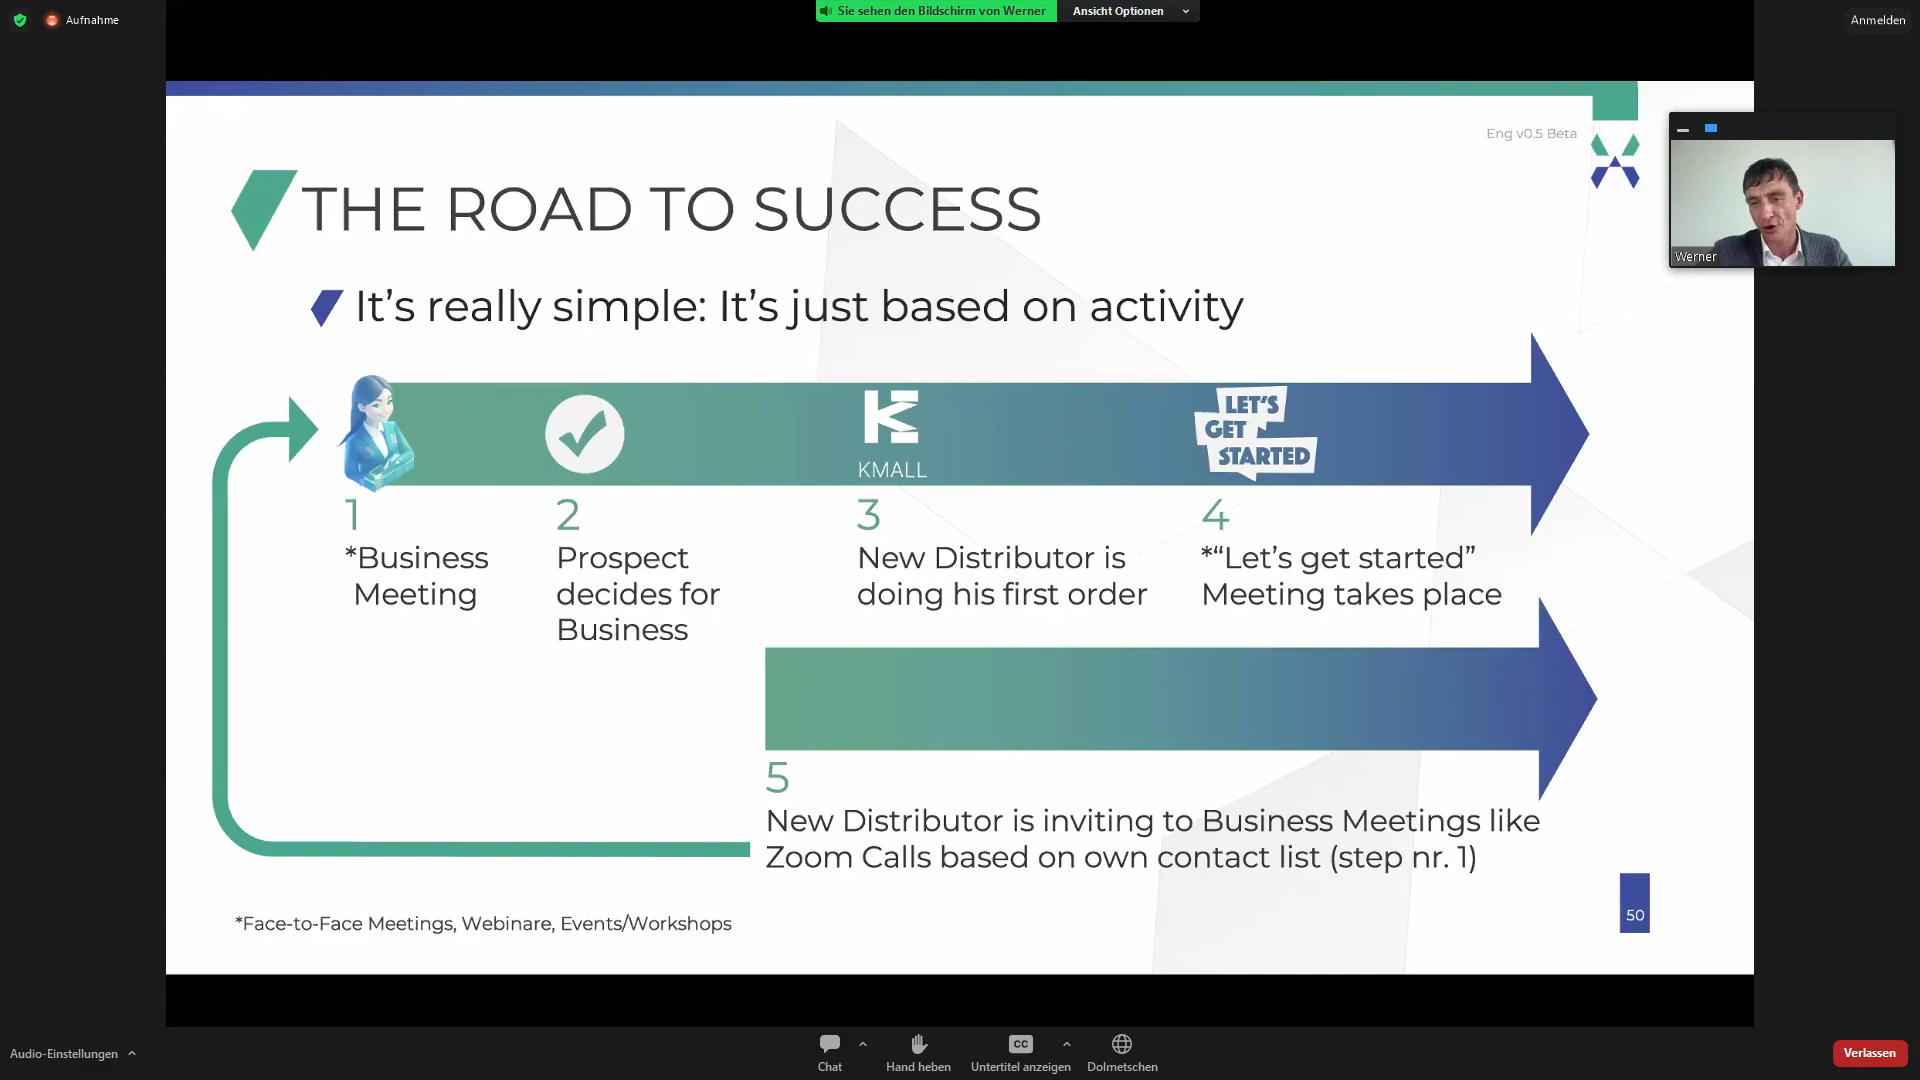 Aufnahme
Sie sehen den Bildschirm von Werner
Ansicht Optionen
Anmelden
Eng v0.5 Beta
THE ROAD TO SUCCESS
Werner
It’s really simple: It’s just based on activity
KMALL
LET'S
GET
STARTED
1
*Business
Meeting
2
Prospect
decides for
Business
3
New Distributor is
doing his first order
4
*“Let’s get started”
Meeting takes place
5
New Distributor is inviting to Business Meetings like
Zoom Calls based on own contact list (step nr. 1)
*Face-to-Face Meetings, Webinare, Events/Workshops
50
Audio-Einstellungen
Chat
Hand heben
CC
Untertitel anzeigen
Dolmetschen
Verlassen